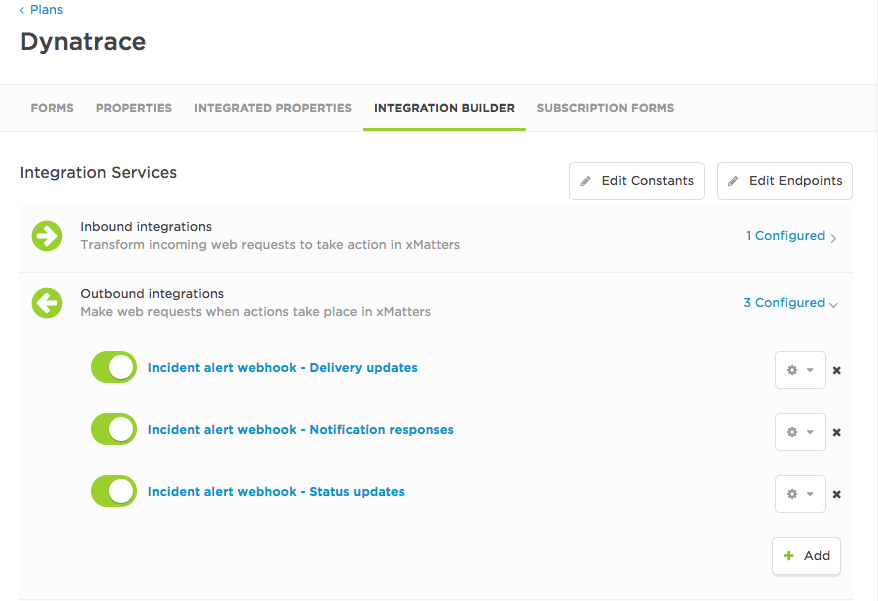 Plans
Dynatrace
FORMS PROPERTIES INTEGRATED PROPERTIES INTEGRATION BUILDER SUBSCRIPTION FORMS
Integration Services
Edit Constants Edit Endpoints
Inbound integrations
Transform incoming web requests to take action in xMatters
1 Configured
Outbound integrations
Make web requests when actions take place in xMatters
3 Configured
Incident alert webhook - Delivery updates
Incident alert webhook - Notification responses
Incident alert webhook - Status updates
Add